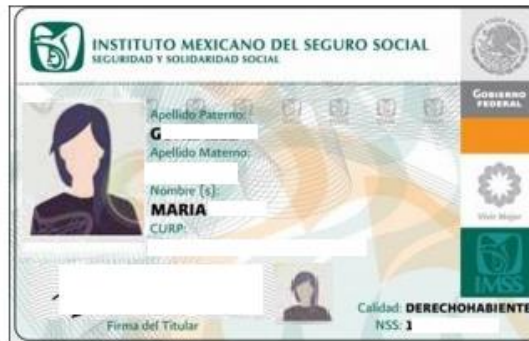 INSTITUTO MEXICANO DEL SEGURO SOCIAL
SEGURIDAD Y SOLIDARIDAD SOCIAL
GOBIERNO
FEDERAL
Apellido Paterno:
G
Apellido Materno:
Nombre (s):
MARIA
CURP:
Vivir Mejor
IMSS
Calidad: DERECHOHABIENTE
Firma del Titular
NSS: 1